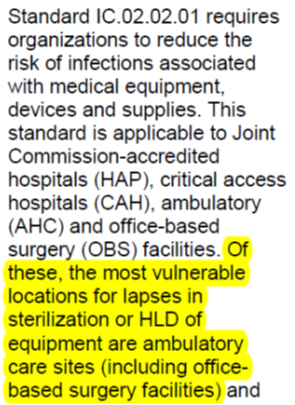 Standard IC.02.02.01 requires
organizations to reduce the
risk of infections associated
with medical equipment,
devices and supplies. This
standard is applicable to Joint
Commission-accredited
hospitals (HAP), critical access
hospitals (CAH), ambulatory
(AHC) and office-based
surgery (OBS) facilities. Of
these, the most vulnerable
locations for lapses in
sterilization or HLD of
equipment are ambulatory
care sites (including office-
based surgery facilities) and